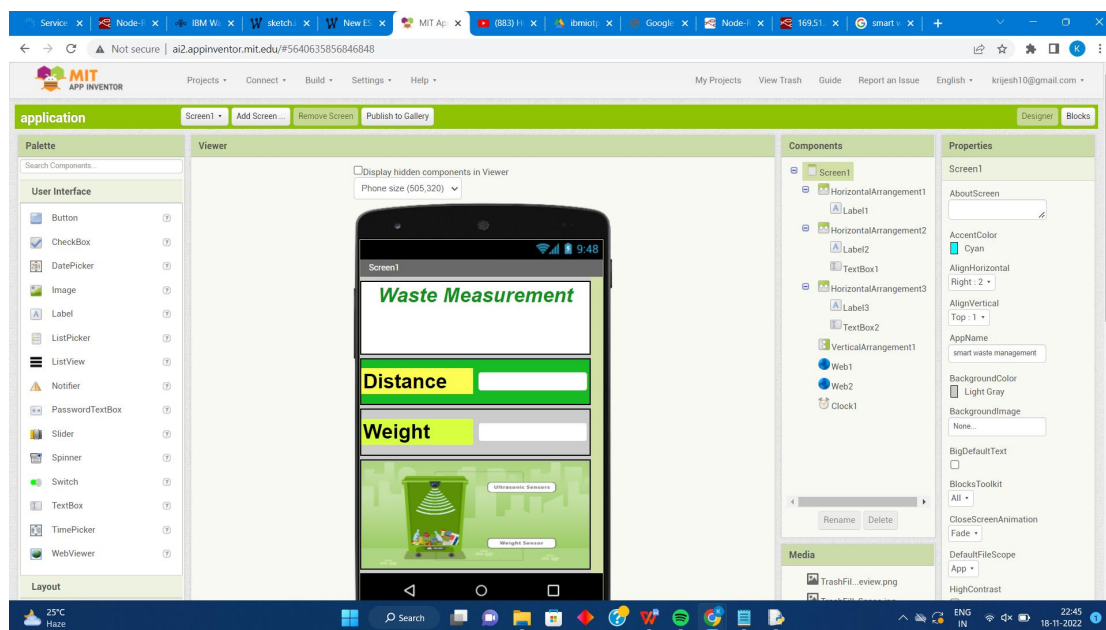 Service
Node-R
IBM Wa
sketch.i
New ES
MIT Ap
(883) H
ibmiotp
Google
Node-R
169.51.
smart w
Not secure | ai2.appinventor.mit.edu/#5640635856846848
K
MIT
APP INVENTOR
Projects
Connect
Build
Settings
Help
My Projects
View Trash
Guide
Report an Issue
English
krijesh10@gmail.com
application
Screen1
Add Screen ...
Remove Screen
Publish to Gallery
Designer
Blocks
Palette
Search Components...
User Interface
Button
CheckBox
DatePicker
Image
Label
ListPicker
ListView
Notifier
PasswordTextBox
Slider
Spinner
Switch
TextBox
TimePicker
WebViewer
Layout
Viewer
Display hidden components in Viewer
Phone size (505,320)
9:48
Screen1
Waste Measurement
Distance
Weight
Ultrasonic Sensors
Weight Sensor
Components
Screen1
HorizontalArrangement1
Label1
HorizontalArrangement2
Label2
TextBox1
HorizontalArrangement3
Label3
TextBox2
VerticalArrangement1
Web1
Web2
Clock1
Rename
Delete
Media
TrashFil...eview.png
Properties
Screen1
AboutScreen
AccentColor
Cyan
AlignHorizontal
Right : 2
AlignVertical
Top : 1
AppName
smart waste management
BackgroundColor
Light Gray
BackgroundImage
None...
BigDefaultText
BlocksToolkit
All
CloseScreenAnimation
Fade
DefaultFileScope
App
HighContrast
25°C
Haze
Search
ENG
IN
22:45
18-11-2022
1